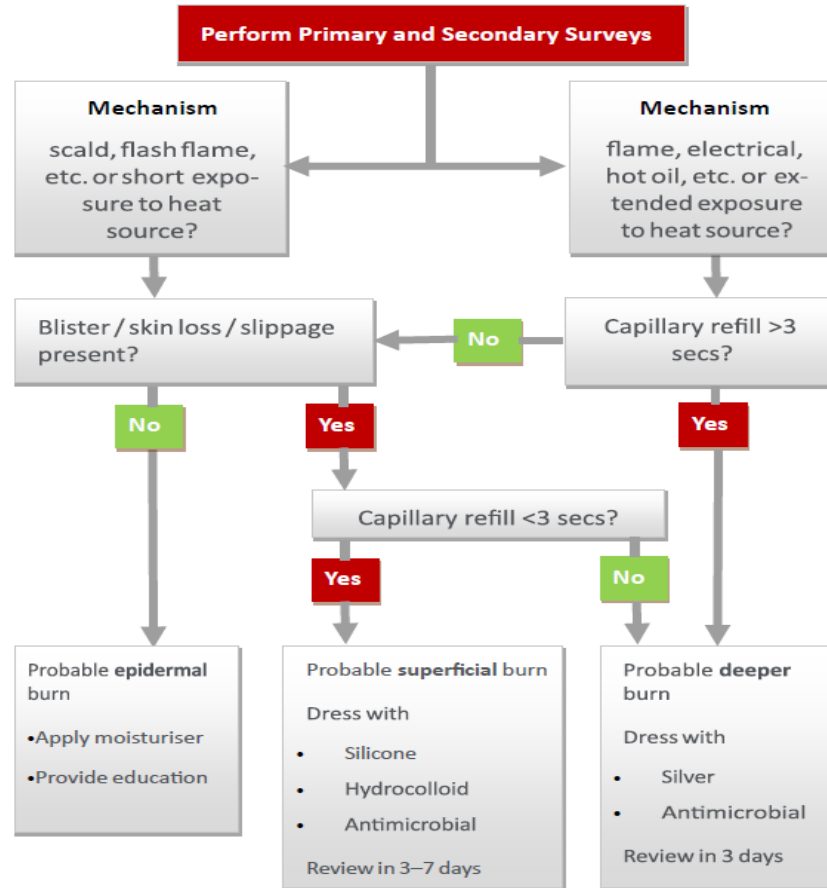 Perform Primary and Secondary Surveys
Mechanism
scald, flash flame,
etc. or short expo-
sure to heat
source?
Mechanism
flame, electrical,
hot oil, etc. or ex-
tended exposure
to heat source?
Blister / skin loss / slippage
present?
No
Capillary refill >3
secs?
No
Yes
Yes
Capillary refill <3 secs?
Yes
No
Probable epidermal
burn
•Apply moisturiser
•Provide education
Probable superficial burn
Dress with
• Silicone
• Hydrocolloid
• Antimicrobial
Review in 3–7 days
Probable deeper
burn
Dress with
• Silver
• Antimicrobial
Review in 3 days